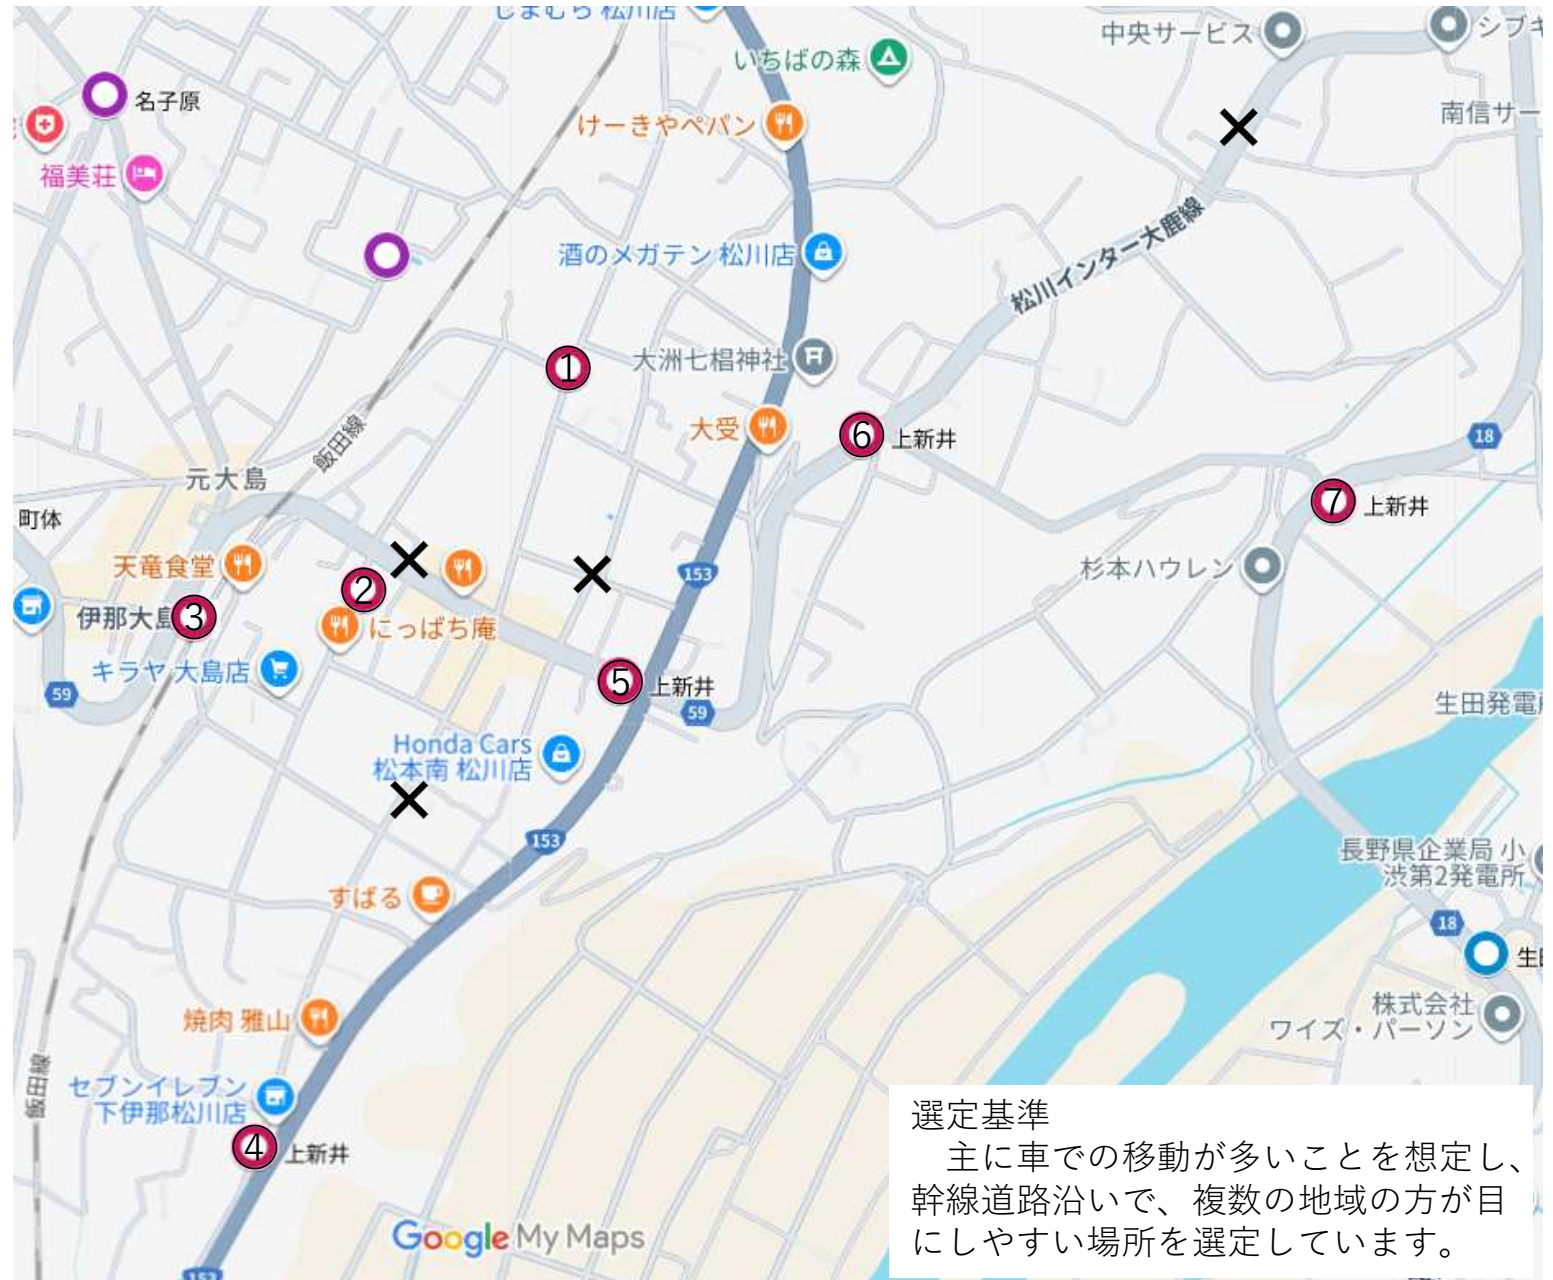 しまむら 松川店
中央サービス
シブキ
いちばの森
名子原
けーきやペパン
南信サー
福美荘
酒のメガテン 松川店
松川インター大鹿線
①
大洲七椙神社
大受
⑥
上新井
18
飯田線
元大島
町体
⑦
上新井
天竜食堂
②
153
杉本ハウレン
伊那大島
③
にっぱち庵
キラヤ 大島店
⑤
上新井
59
59
生田発電所
Honda Cars
松本南 松川店
153
長野県企業局 小
渋第2発電所
すばる
18
生田
焼肉 雅山
株式会社
ワイズ・パーソン
飯田線
セブンイレブン
下伊那松川店
④
上新井
選定基準
主に車での移動が多いことを想定し、
幹線道路沿いで、複数の地域の方が目
にしやすい場所を選定しています。
Google My Maps
153